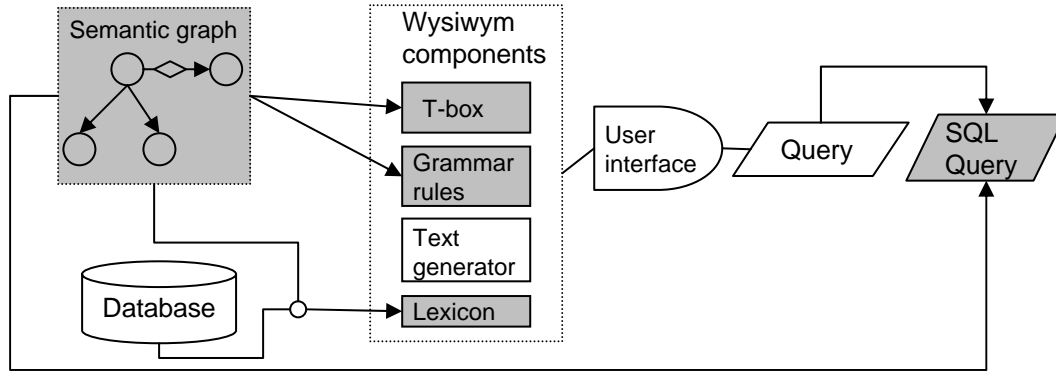 Semantic graph
Wysiwym
components
T-box
Grammar
rules
Text
generator
Lexicon
Database
User
interface
Query
SQL
Query